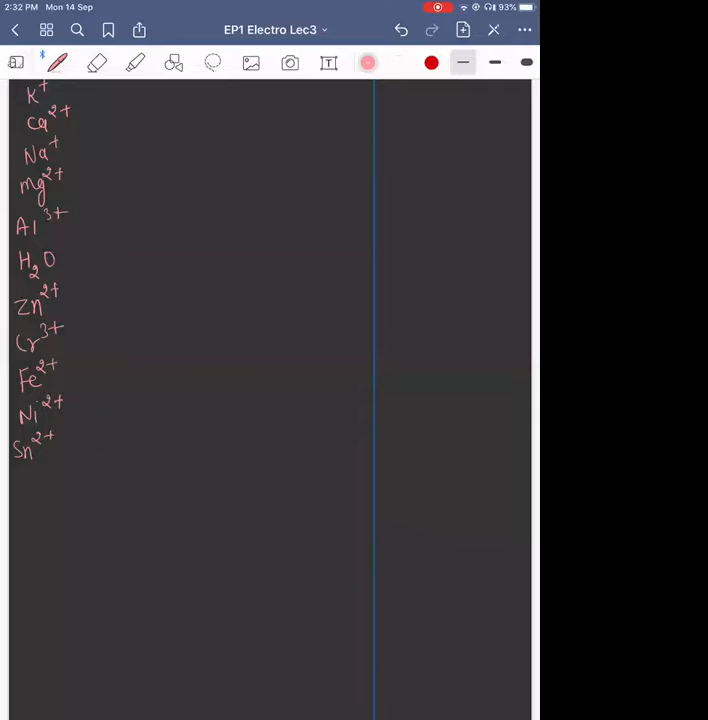 2:32 PM Mon 14 Sep 93%
EP1 Electro Lec3
T
K⁺
Ca²⁺
Na⁺
Mg²⁺
Al³⁺
H₂O
Zn²⁺
Cr³⁺
Fe²⁺
Ni²⁺
Sn²⁺